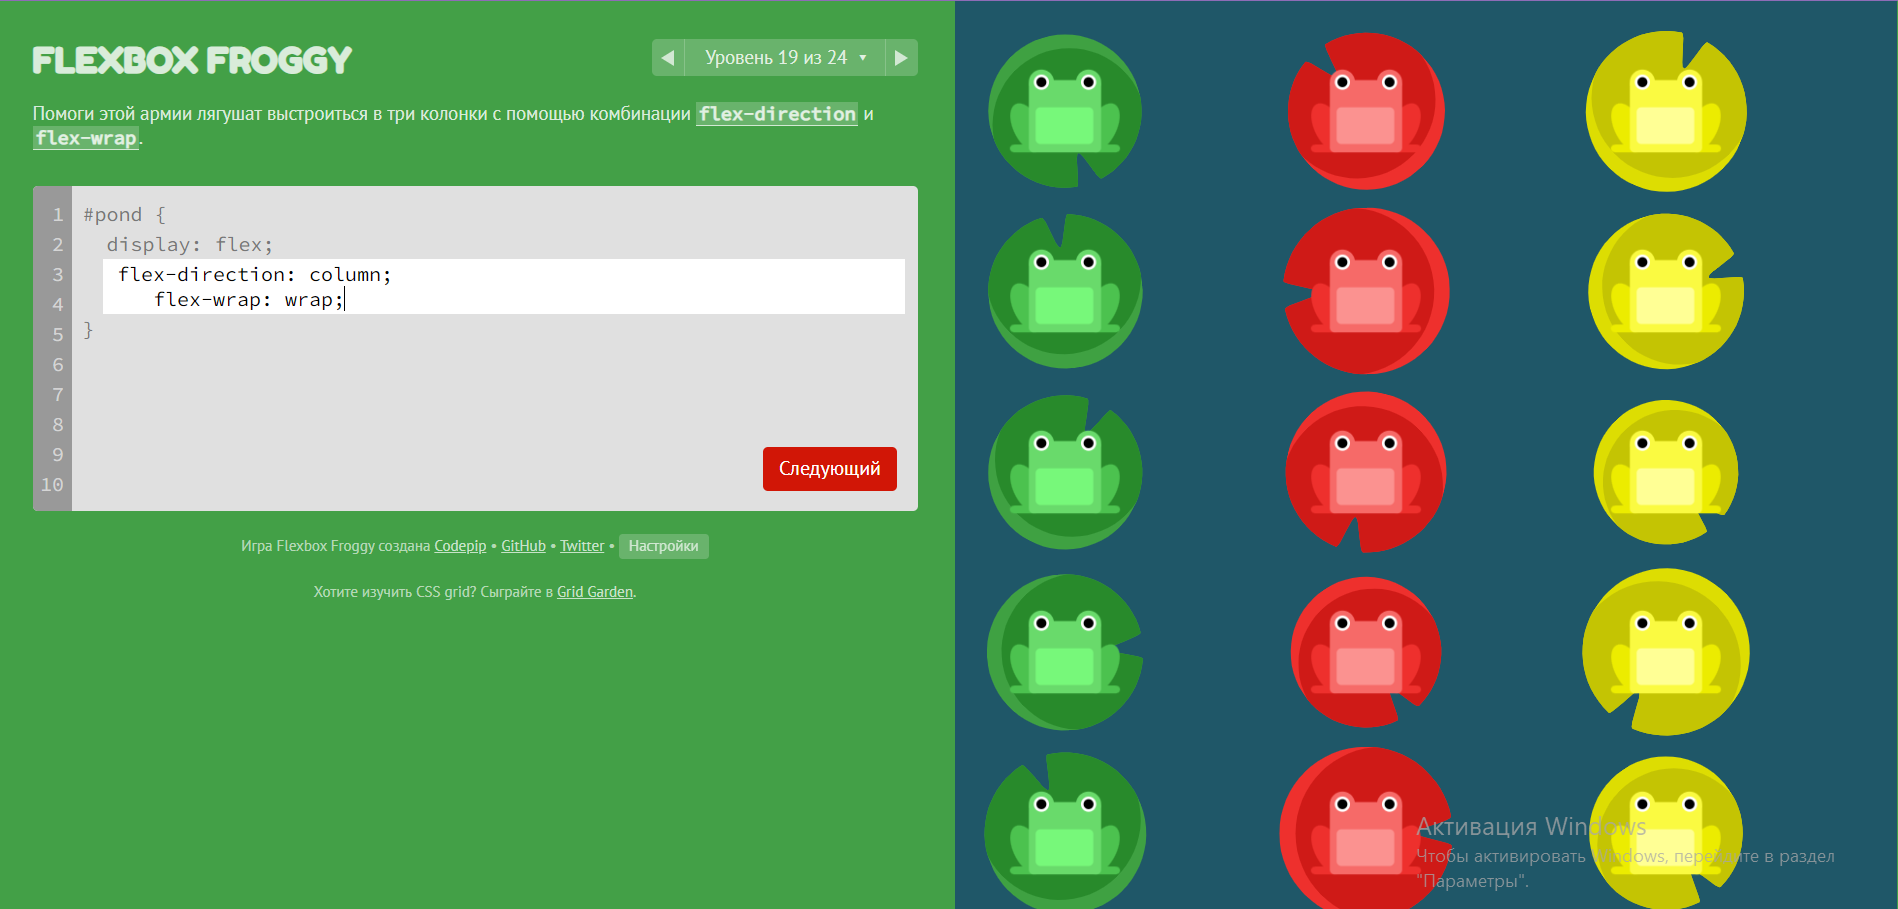 FLEXBOX FROGGY
Уровень 19 из 24
Помоги этой армии лягушат выстроиться в три колонки с помощью комбинации flex-direction и
flex-wrap.
1 #pond {
2 display: flex;
3 flex-direction: column;
4 flex-wrap: wrap;
5 }
6
7
8
9
10
Следующий
Игра Flexbox Froggy создана Codepip • GitHub • Twitter • Настройки
Хотите изучить CSS grid? Сыграйте в Grid Garden.
Активация Windows
Чтобы активировать Windows, перейдите в раздел
"Параметры".